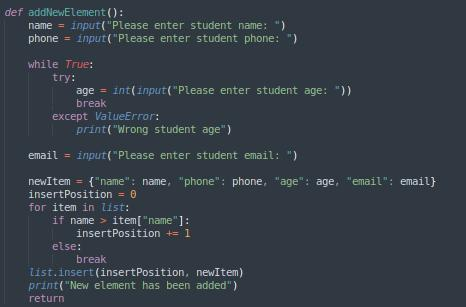 def addNewElement():
    name = input("Please enter student name: ")
    phone = input("Please enter student phone: ")

    while True:
        try:
            age = int(input("Please enter student age: "))
            break
        except ValueError:
            print("Wrong student age")

    email = input("Please enter student email: ")

    newItem = {"name": name, "phone": phone, "age": age, "email": email}
    insertPosition = 0
    for item in list:
        if name > item["name"]:
            insertPosition += 1
        else:
            break
    list.insert(insertPosition, newItem)
    print("New element has been added")
    return